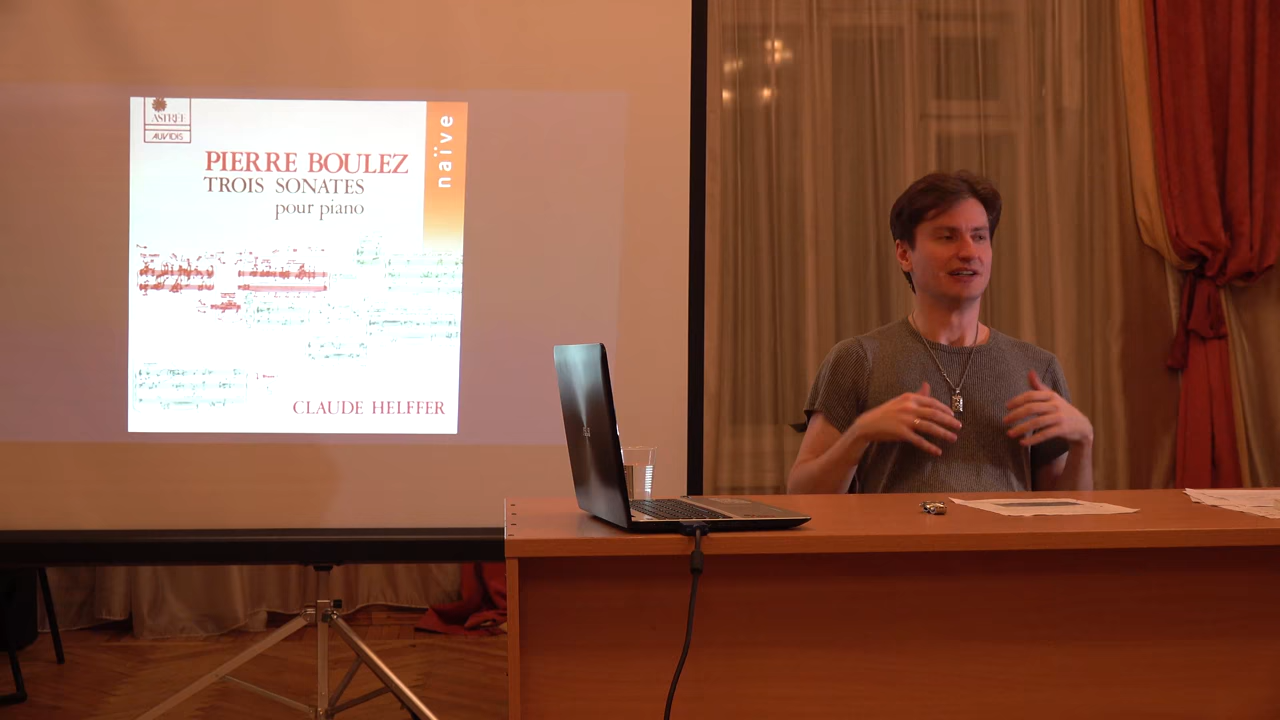 ASTRÉE
AUVIDIS
naïve
PIERRE BOULEZ
TROIS SONATES
pour piano
CLAUDE HELFFER